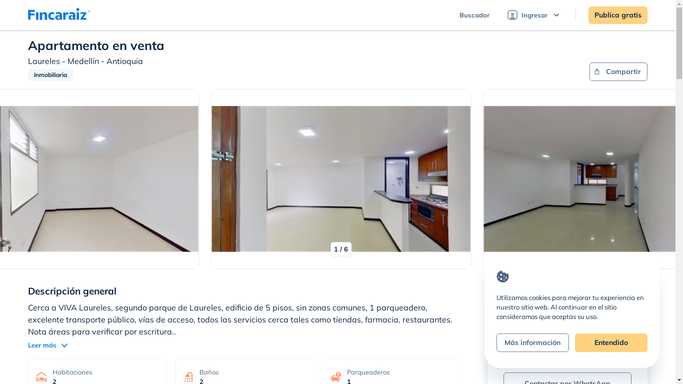 Fincaraiz
Buscador
Ingresar
Publica gratis
Apartamento en venta
Laureles - Medellín - Antioquia
Inmobiliaria
Compartir
1 / 6
Descripción general
Cerca a VIVA Laureles, segundo parque de Laureles, edificio de 5 pisos, sin zonas comunes, 1 parqueadero,
excelente transporte público, vías de acceso, todos los servicios cerca tales como tiendas, farmacia, restaurantes.
Nota áreas para verificar por escritura..
Leer más
Habitaciones
2
Baños
2
Parqueaderos
1
Utilizamos cookies para mejorar tu experiencia en
nuestro sitio web. Al continuar en el sitio
consideramos que aceptas su uso.
Más información
Entendido
Contactar por WhatsApp